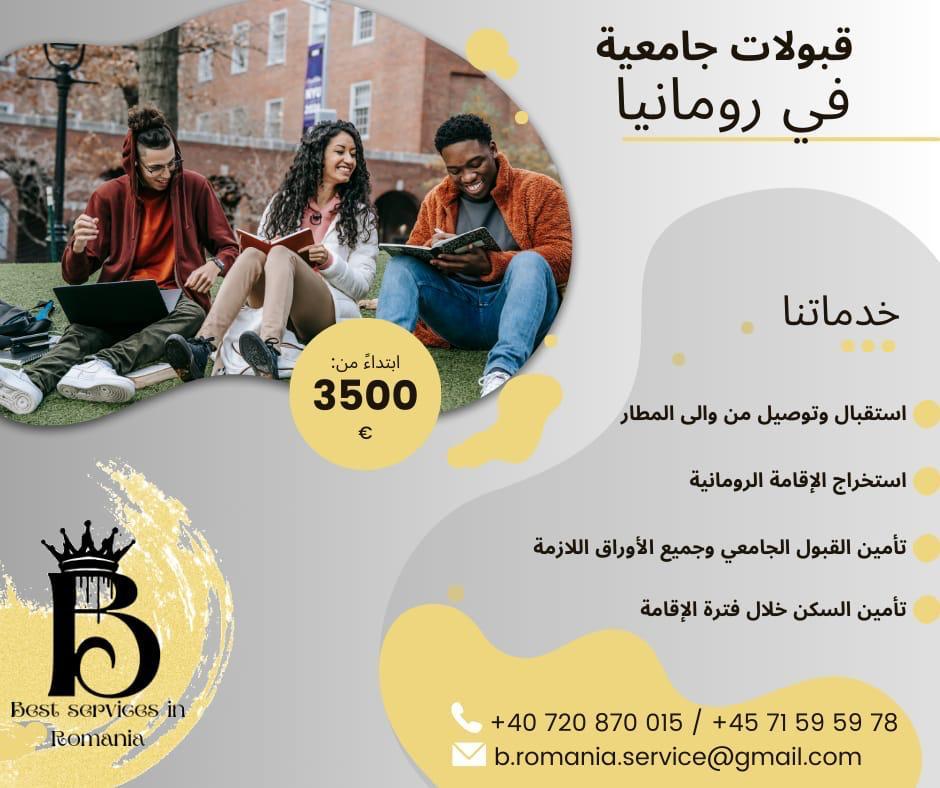 قبولات جامعية
في رومانيا
خدماتنا
استقبال وتوصيل من والى المطار
استخراج الإقامة الرومانية
تأمين القبول الجامعي وجميع الأوراق اللازمة
تأمين السكن خلال فترة الإقامة
ابتداءً من:
3500
€
B
Best services in
Romania
+40 720 870 015 / +45 71 59 59 78
b.romania.service@gmail.com
NYU